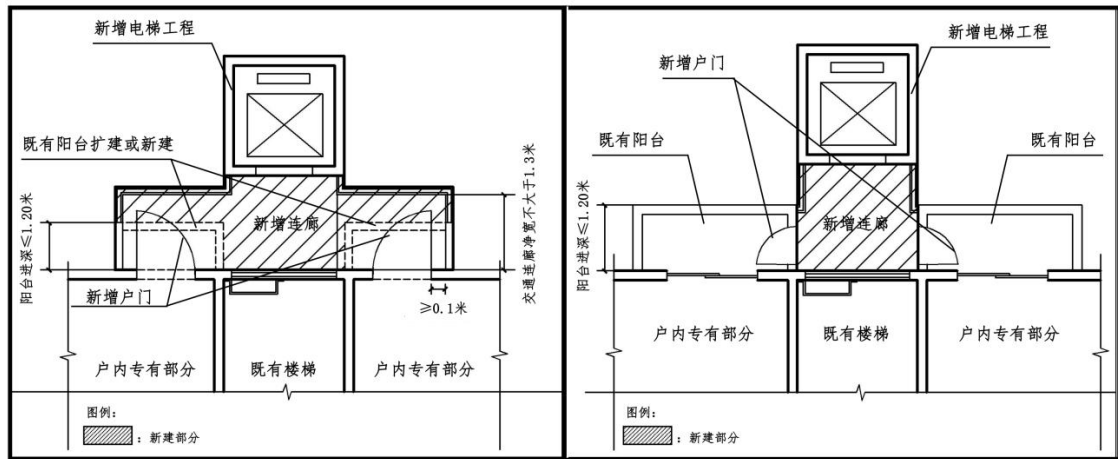 新增电梯工程
既有阳台扩建或新建
阳台进深≤1.20米
新增连廊
交通连廊净宽不大于1.3米
新增户门
≥0.1米
户内专有部分
既有楼梯
户内专有部分
图例：
：新建部分
新增电梯工程
新增户门
既有阳台
既有阳台
阳台进深≤1.20米
新增连廊
户内专有部分
既有楼梯
户内专有部分
图例：
：新建部分